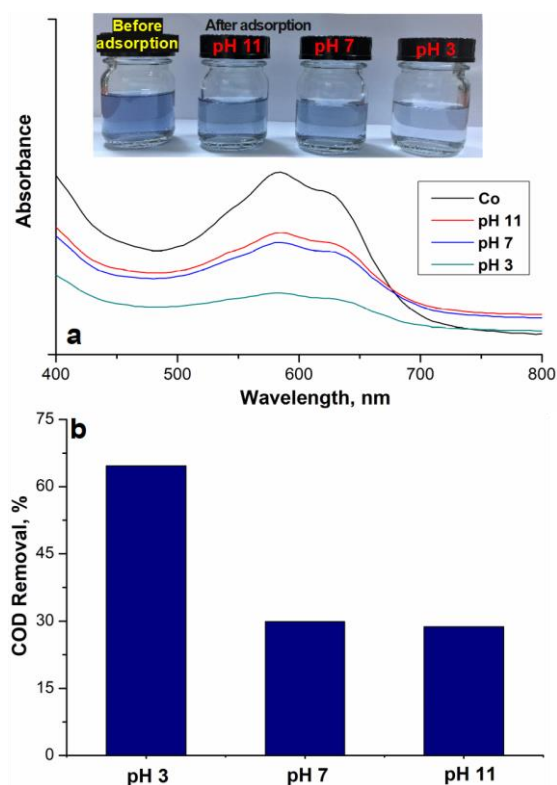 Before
adsorption
After adsorption
pH 11
pH 7
pH 3
Absorbance
Co
pH 11
pH 7
pH 3
a
400
500
600
700
800
Wavelength, nm
b
75
60
45
30
15
0
COD Removal, %
pH 3
pH 7
pH 11